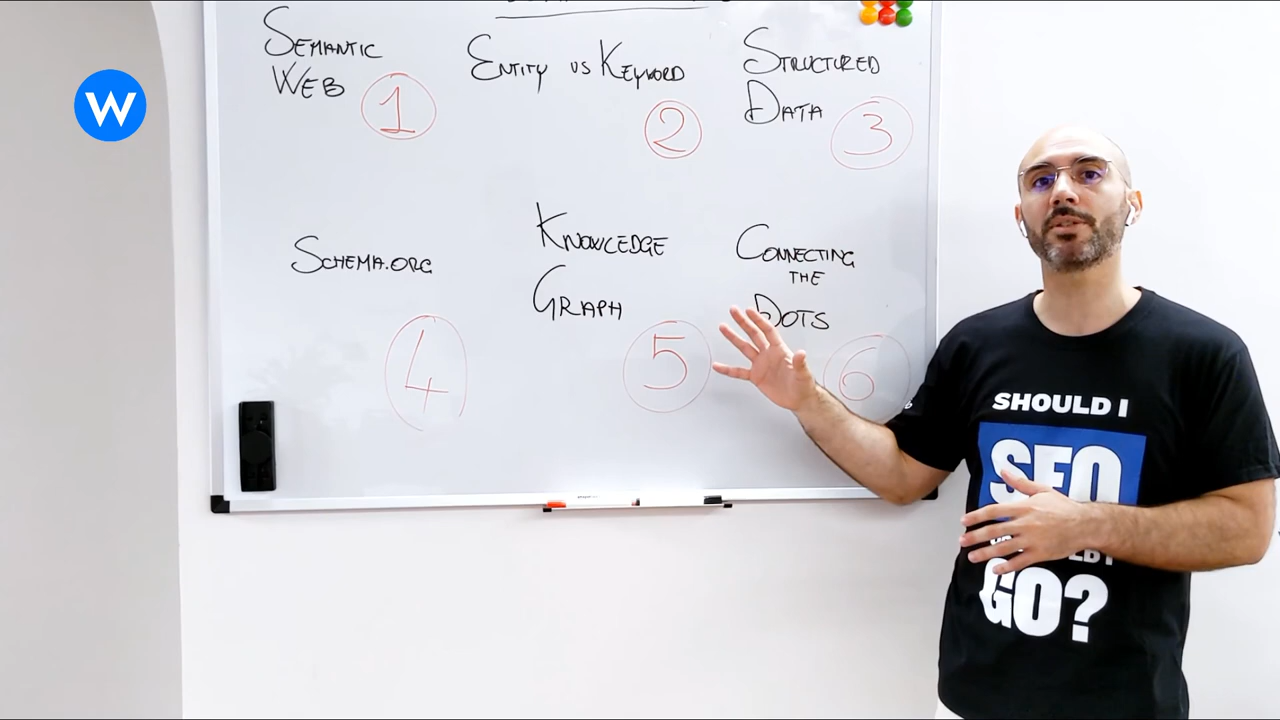 W
SEMANTIC
WEB
1
ENTITY VS KEYWORD
2
STRUCTURED
DATA
3
SCHEMA.ORG
4
KNOWLEDGE
GRAPH
5
CONNECTING
THE
DOTS
6
SHOULD I
SEO
GO?